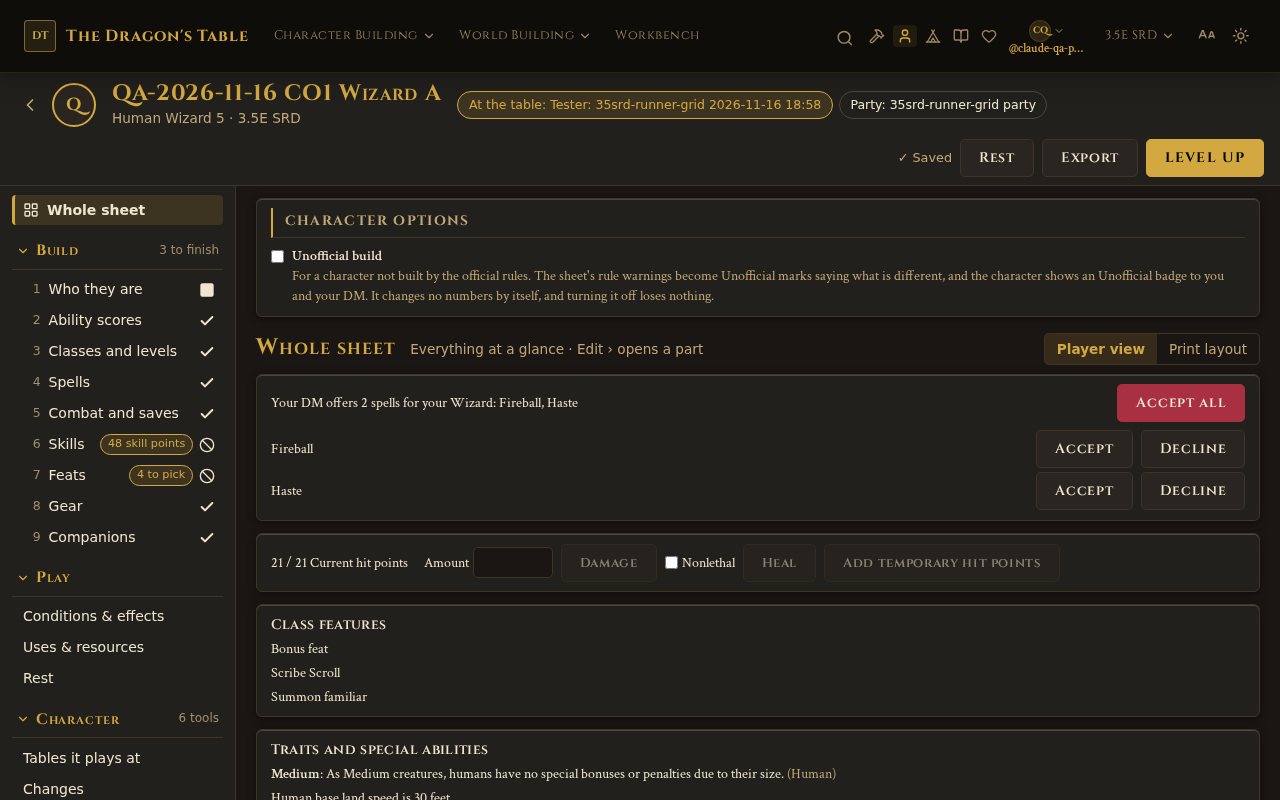 DT The Dragon's Table Character Building World Building Workbench CQ @claude-qa-p... 3.5E SRD AA
Q QA-2026-11-16 CO1 Wizard A At the table: Tester: 35srd-runner-grid 2026-11-16 18:58 Party: 35srd-runner-grid party
Human Wizard 5 · 3.5E SRD
✓ Saved Rest Export Level Up
Whole sheet
Build 3 to finish
1 Who they are
2 Ability scores
3 Classes and levels
4 Spells
5 Combat and saves
6 Skills 48 skill points
7 Feats 4 to pick
8 Gear
9 Companions
Play
Conditions & effects
Uses & resources
Rest
Character 6 tools
Tables it plays at
Changes
Character Options
Unofficial build
For a character not built by the official rules. The sheet's rule warnings become Unofficial marks saying what is different, and the character shows an Unofficial badge to you
and your DM. It changes no numbers by itself, and turning it off loses nothing.
Whole sheet Everything at a glance · Edit › opens a part Player view Print layout
Your DM offers 2 spells for your Wizard: Fireball, Haste Accept all
Fireball Accept Decline
Haste Accept Decline
21 / 21 Current hit points Amount Damage Nonlethal Heal Add temporary hit points
Class features
Bonus feat
Scribe Scroll
Summon familiar
Traits and special abilities
Medium: As Medium creatures, humans have no special bonuses or penalties due to their size. (Human)
Human base land speed is 30 feet.